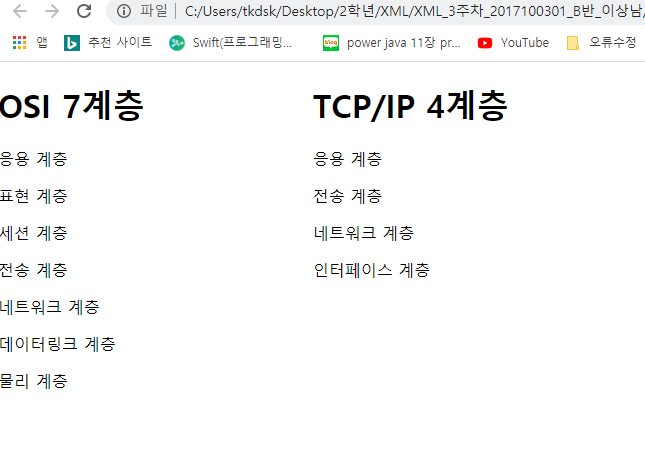 파일 C:/Users/tkdsk/Desktop/2학년/XML/XML_3주차_2017100301_B반_이상남/
앱 추천 사이트 Swift(프로그래밍... blog power java 11장 pr... YouTube 오류수정
OSI 7계층
응용 계층
표현 계층
세션 계층
전송 계층
네트워크 계층
데이터링크 계층
물리 계층
TCP/IP 4계층
응용 계층
전송 계층
네트워크 계층
인터페이스 계층